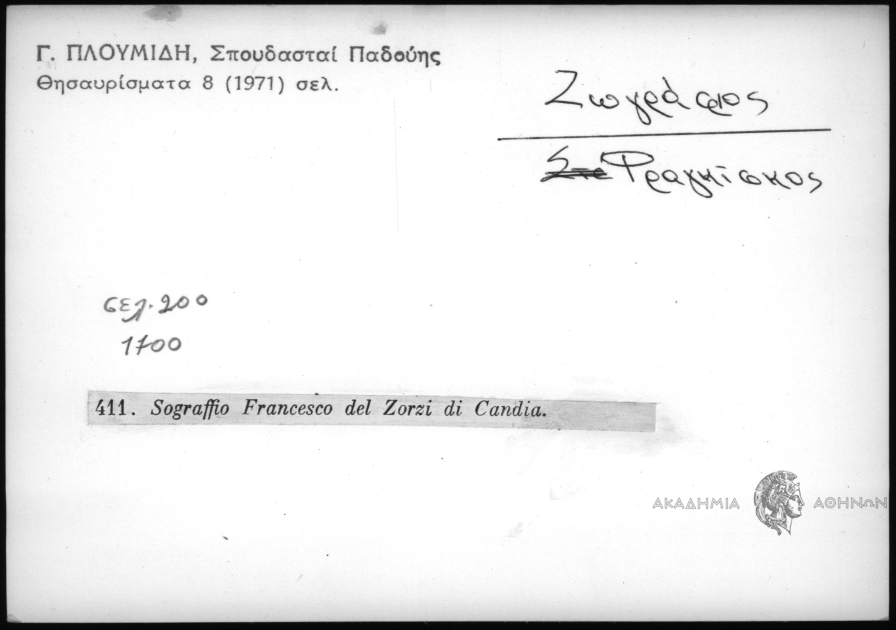 Γ. ΠΛΟΥΜΙΔΗ, Σπουδασταί Παδούης
Θησαυρίσματα 8 (1971) σελ.
Ζωγράφιος
Φραγκίσκος
σελ. 200
1700
411. Sograffio Francesco del Zorzi di Candia.
ΑΚΑΔΗΜΙΑ ΑΘΗΝΩΝ